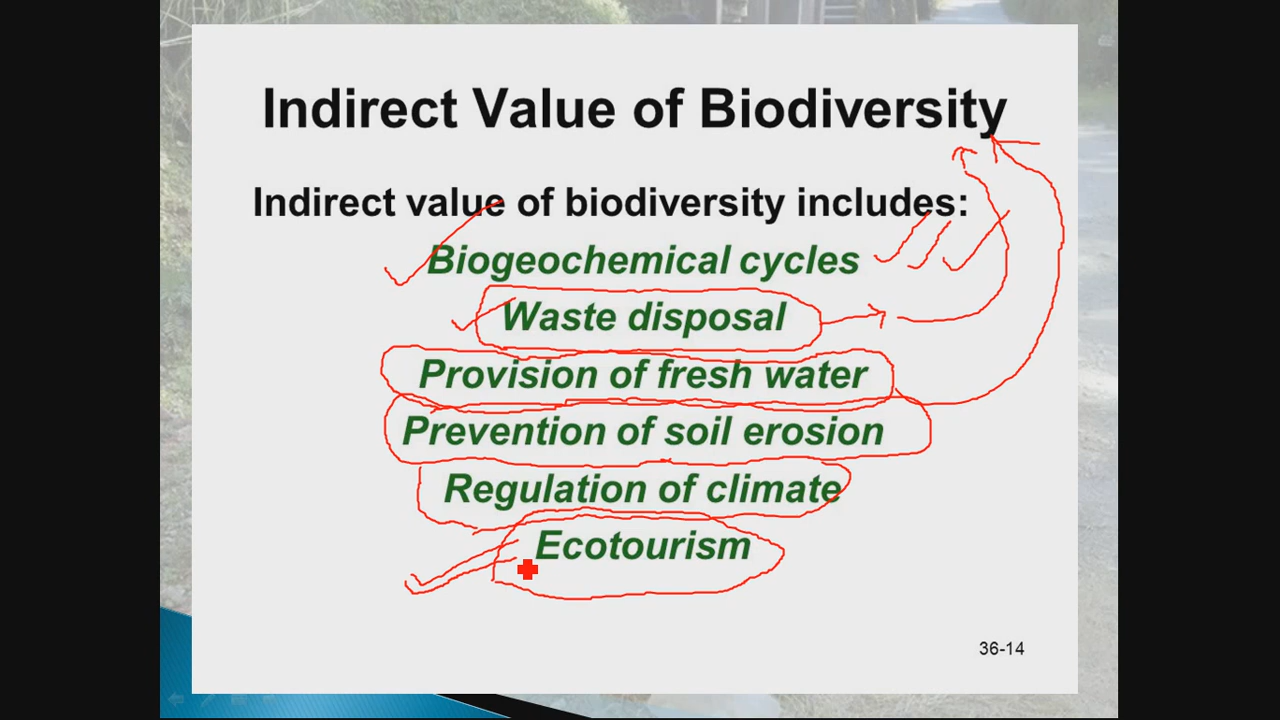 Indirect Value of Biodiversity
Indirect value of biodiversity includes:
Biogeochemical cycles
Waste disposal
Provision of fresh water
Prevention of soil erosion
Regulation of climate
Ecotourism
36-14